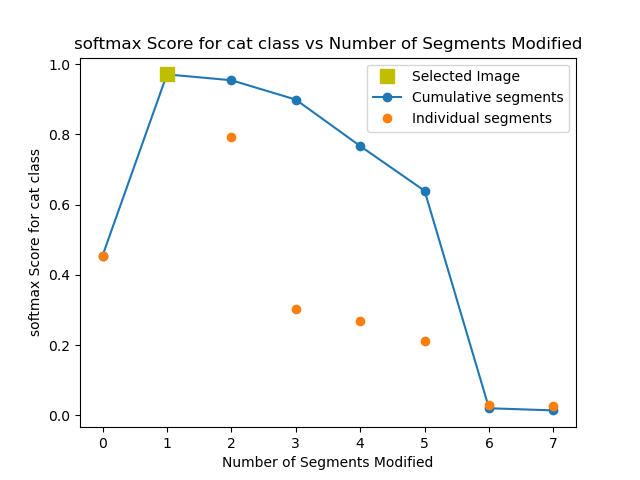 softmax Score for cat class vs Number of Segments Modified
1.0
0.8
0.6
0.4
0.2
0.0
softmax Score for cat class
Selected Image
Cumulative segments
Individual segments
0 1 2 3 4 5 6 7
Number of Segments Modified